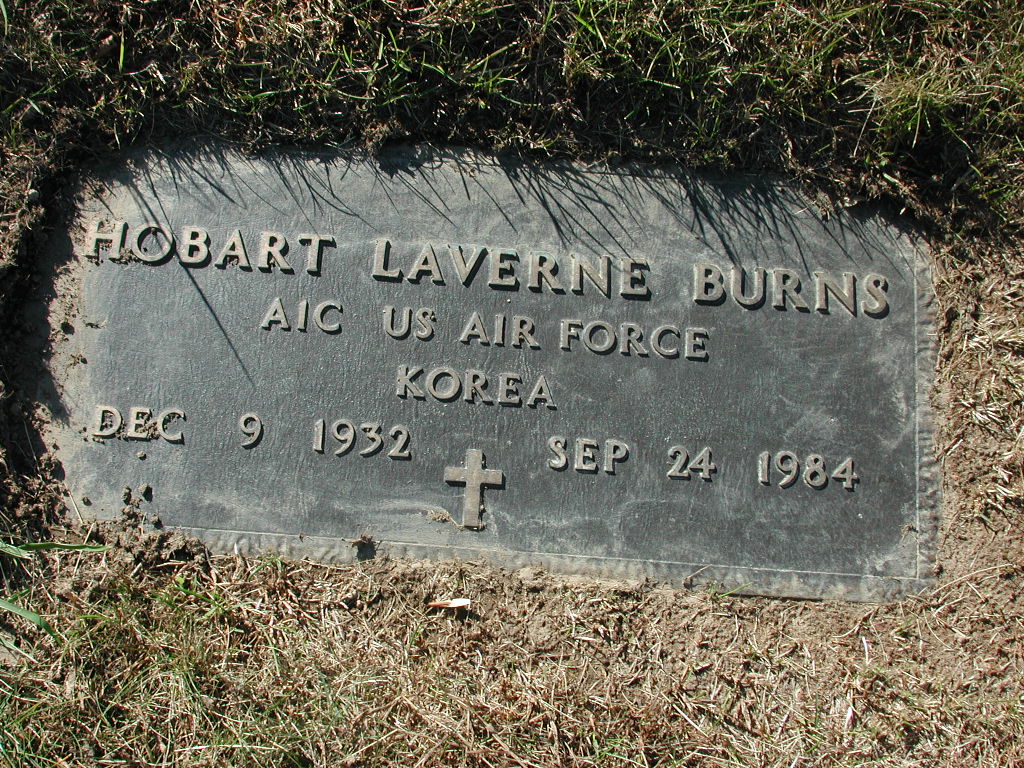 HOBART LAVERNE BURNS
A1C US AIR FORCE
KOREA
DEC 9 1932 SEP 24 1984